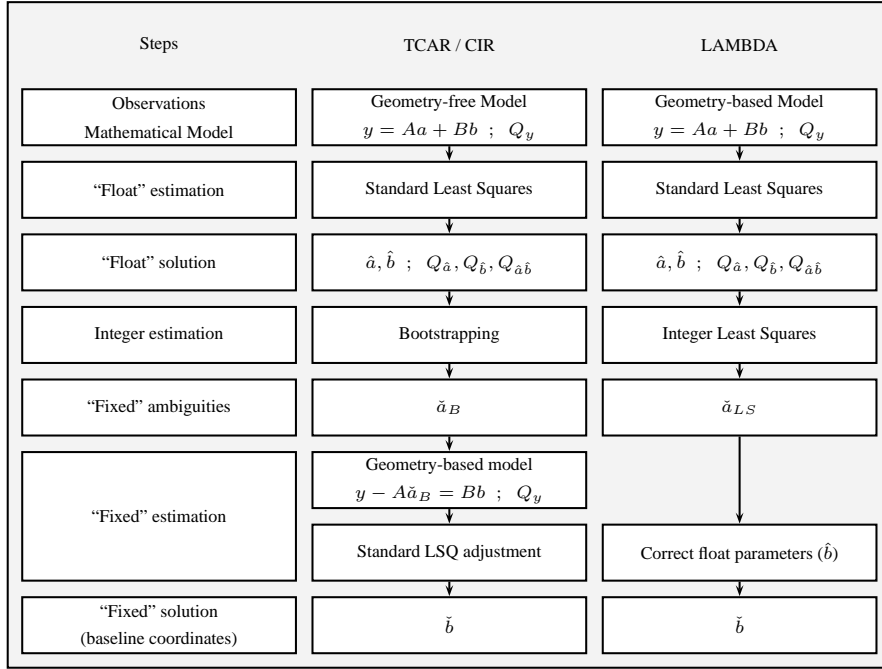 Steps TCAR / CIR LAMBDA
Observations
Mathematical Model
Geometry-free Model
y = Aa + Bb ; Q_y
Geometry-based Model
y = Aa + Bb ; Q_y
“Float” estimation
Standard Least Squares
Standard Least Squares
“Float” solution
â, b̂ ; Q_â, Q_b̂, Q_âb̂
â, b̂ ; Q_â, Q_b̂, Q_âb̂
Integer estimation
Bootstrapping
Integer Least Squares
“Fixed” ambiguities
ǎ_B
ǎ_LS
“Fixed” estimation
Geometry-based model
y − Aǎ_B = Bb ; Q_y
Standard LSQ adjustment
Correct float parameters (b̂)
“Fixed” solution
(baseline coordinates)
b̌
b̌